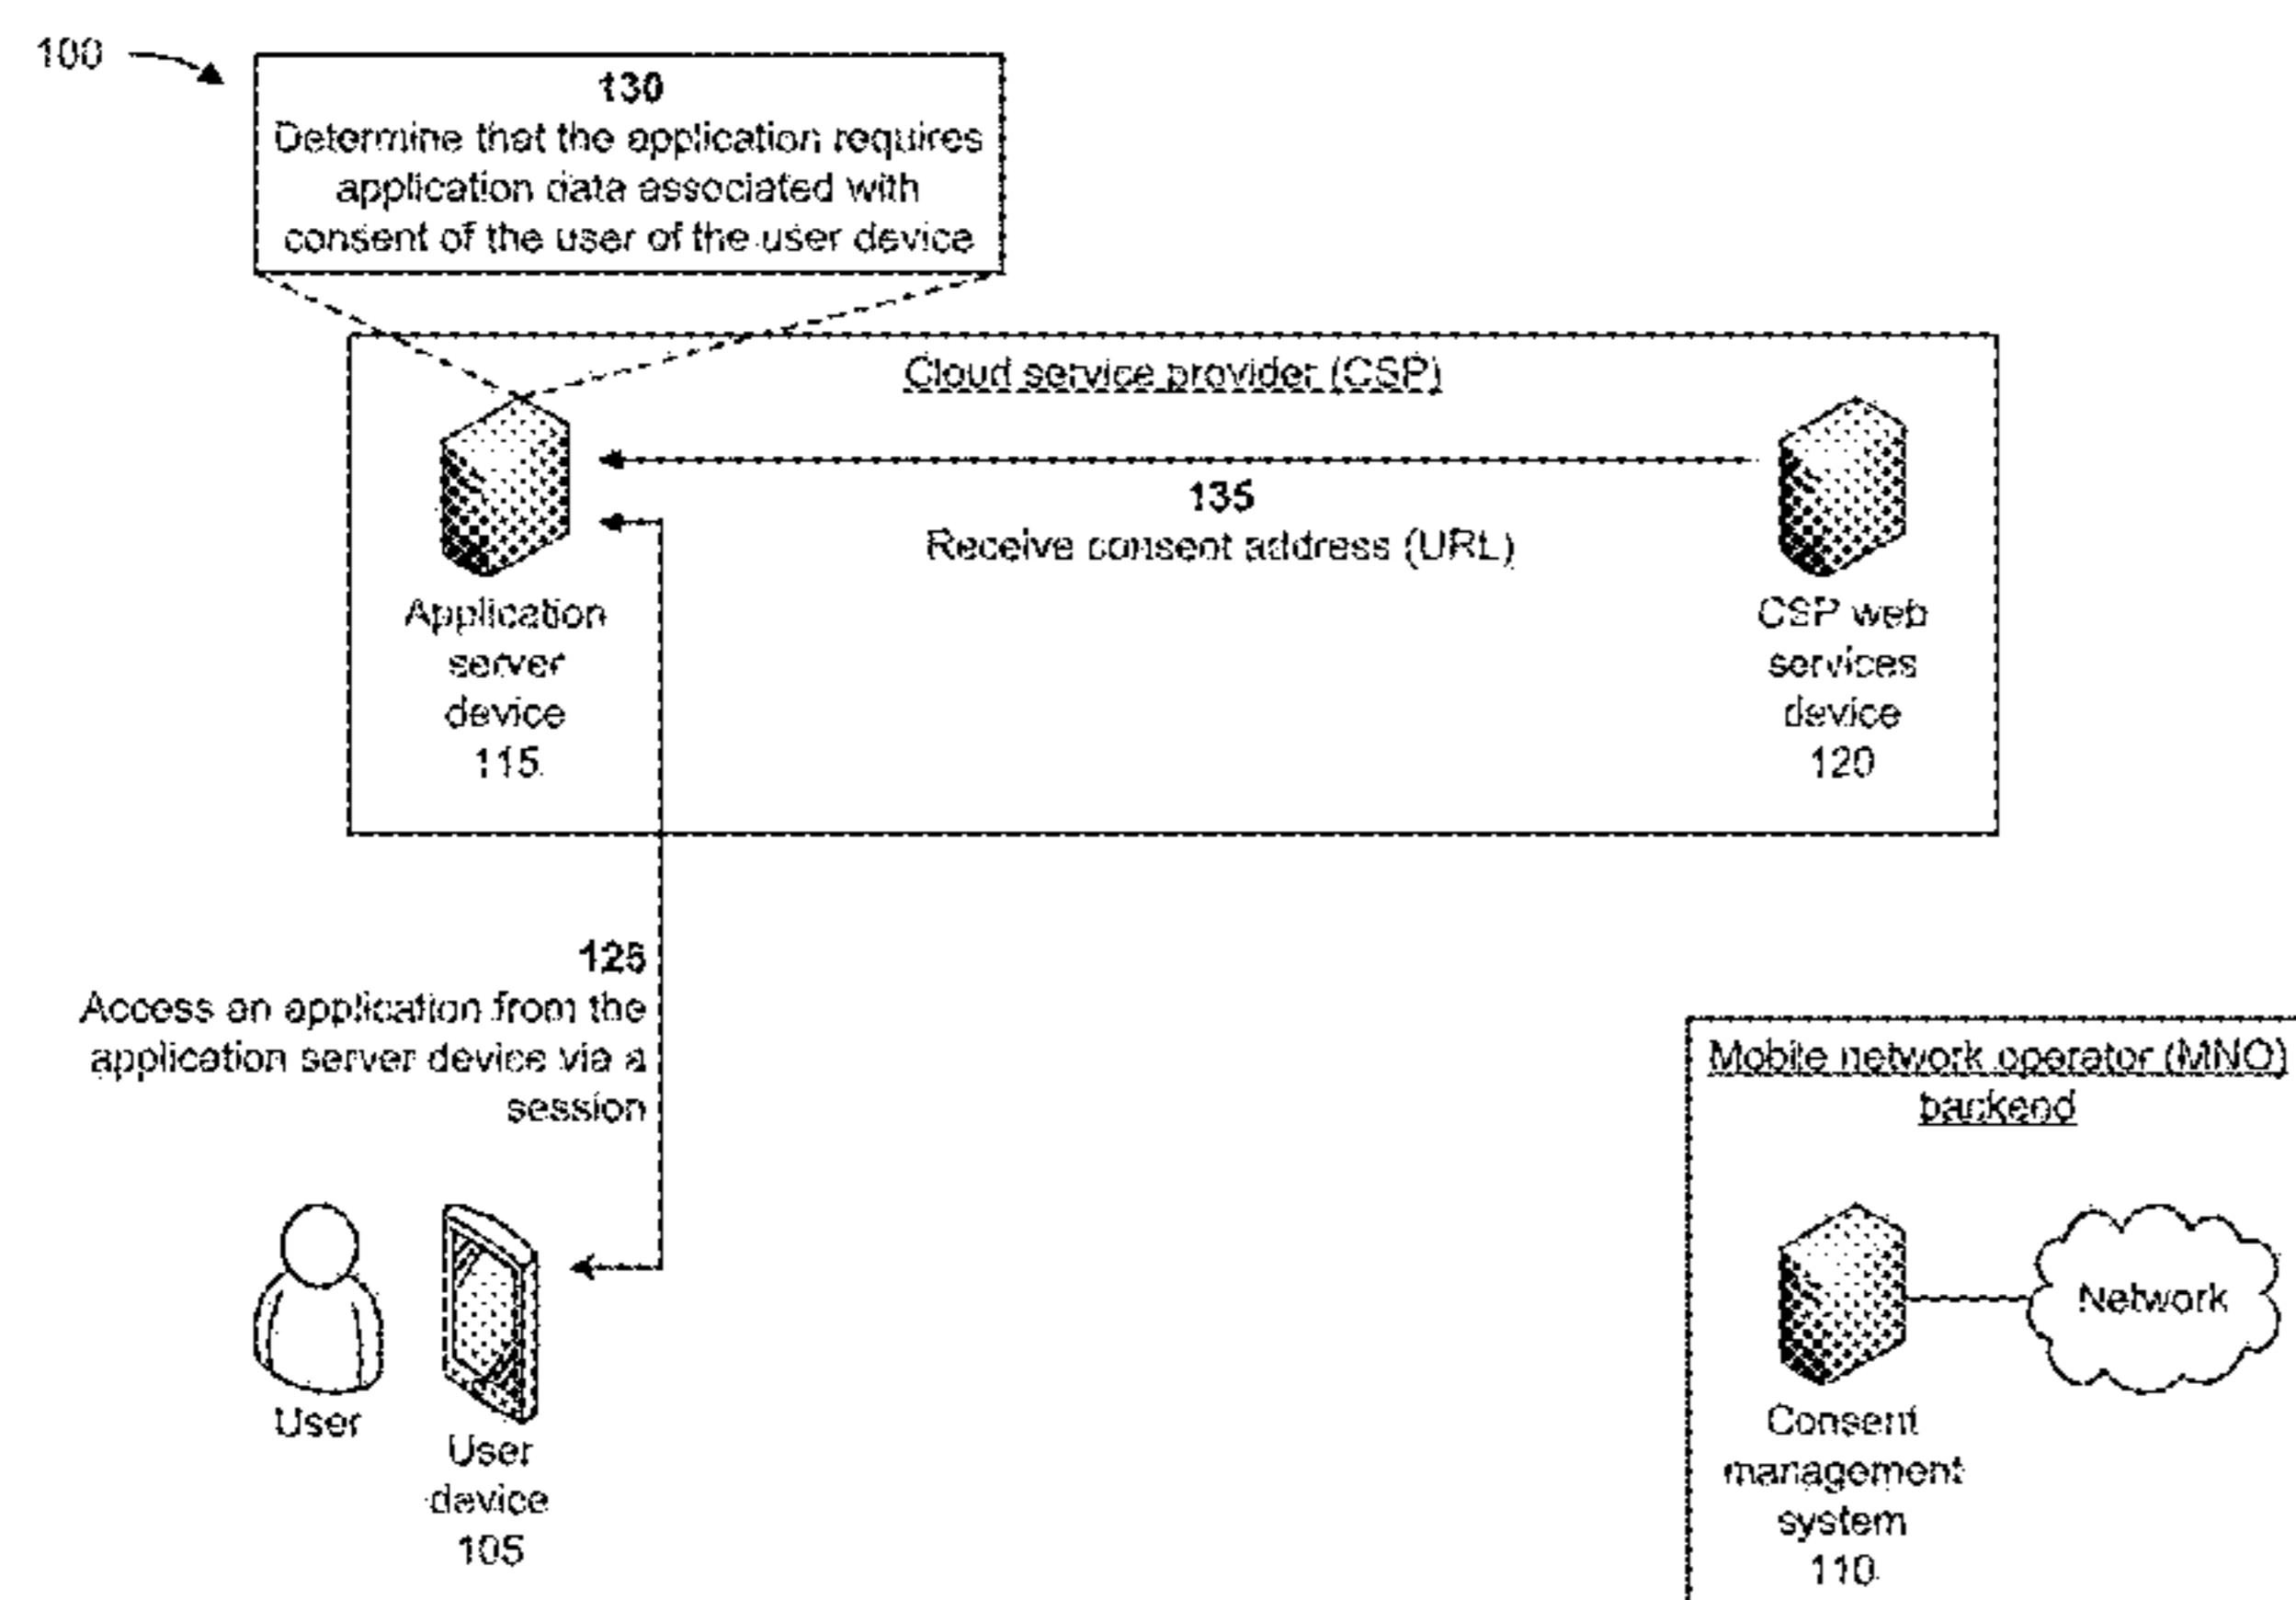 100
130
Determine that the application requires
application data associated with
consent of the user of the user device
Cloud service provider (CSP)
135
Receive consent address (URL)
Application
server
device
115
CSP web
services
device
120
125
Access an application from the
application server device via a
session
Mobile network operator (MNO)
backend
User
User
device
105
Network
Consent
management
system
110